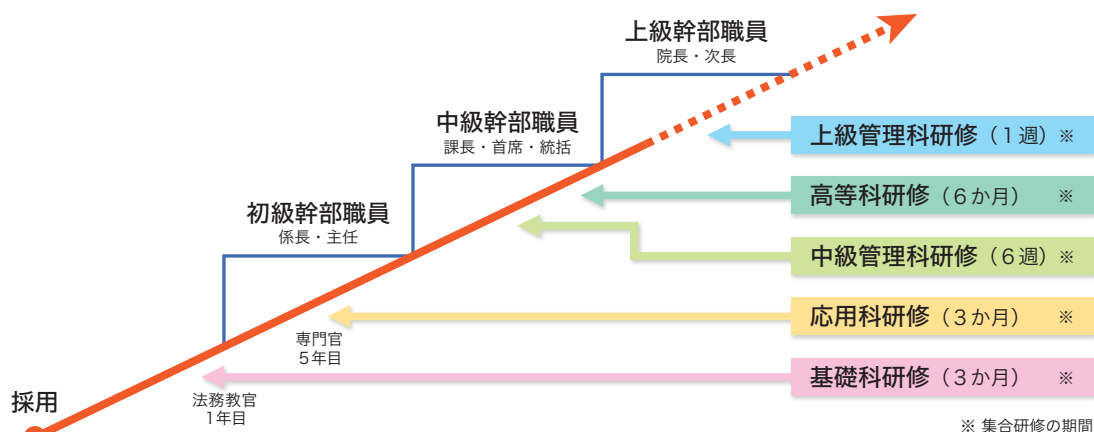 上級幹部職員
院長・次長
中級幹部職員
課長・首席・統括
初級幹部職員
係長・主任
上級管理科研修（1週）※
高等科研修（6か月）　※
中級管理科研修（6週）※
応用科研修（3か月）　※
基礎科研修（3か月）　※
専門官
5年目
法務教官
1年目
採用
※ 集合研修の期間